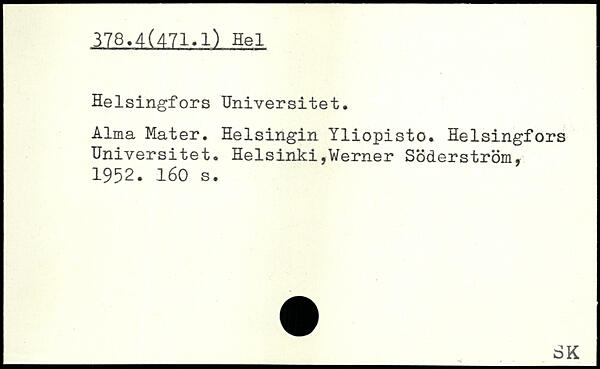 378.4(471.1) Hel
Helsingfors Universitet.
Alma Mater. Helsingin Yliopisto. Helsingfors
Universitet. Helsinki,Werner Söderström,
1952. 160 s.
SK